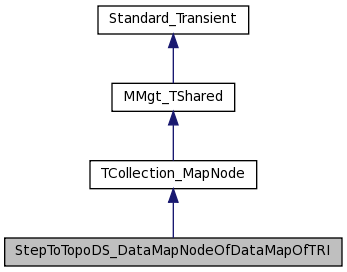 Standard_Transient
MMgt_TShared
TCollection_MapNode
StepToTopoDS_DataMapNodeOfDataMapOfTRI